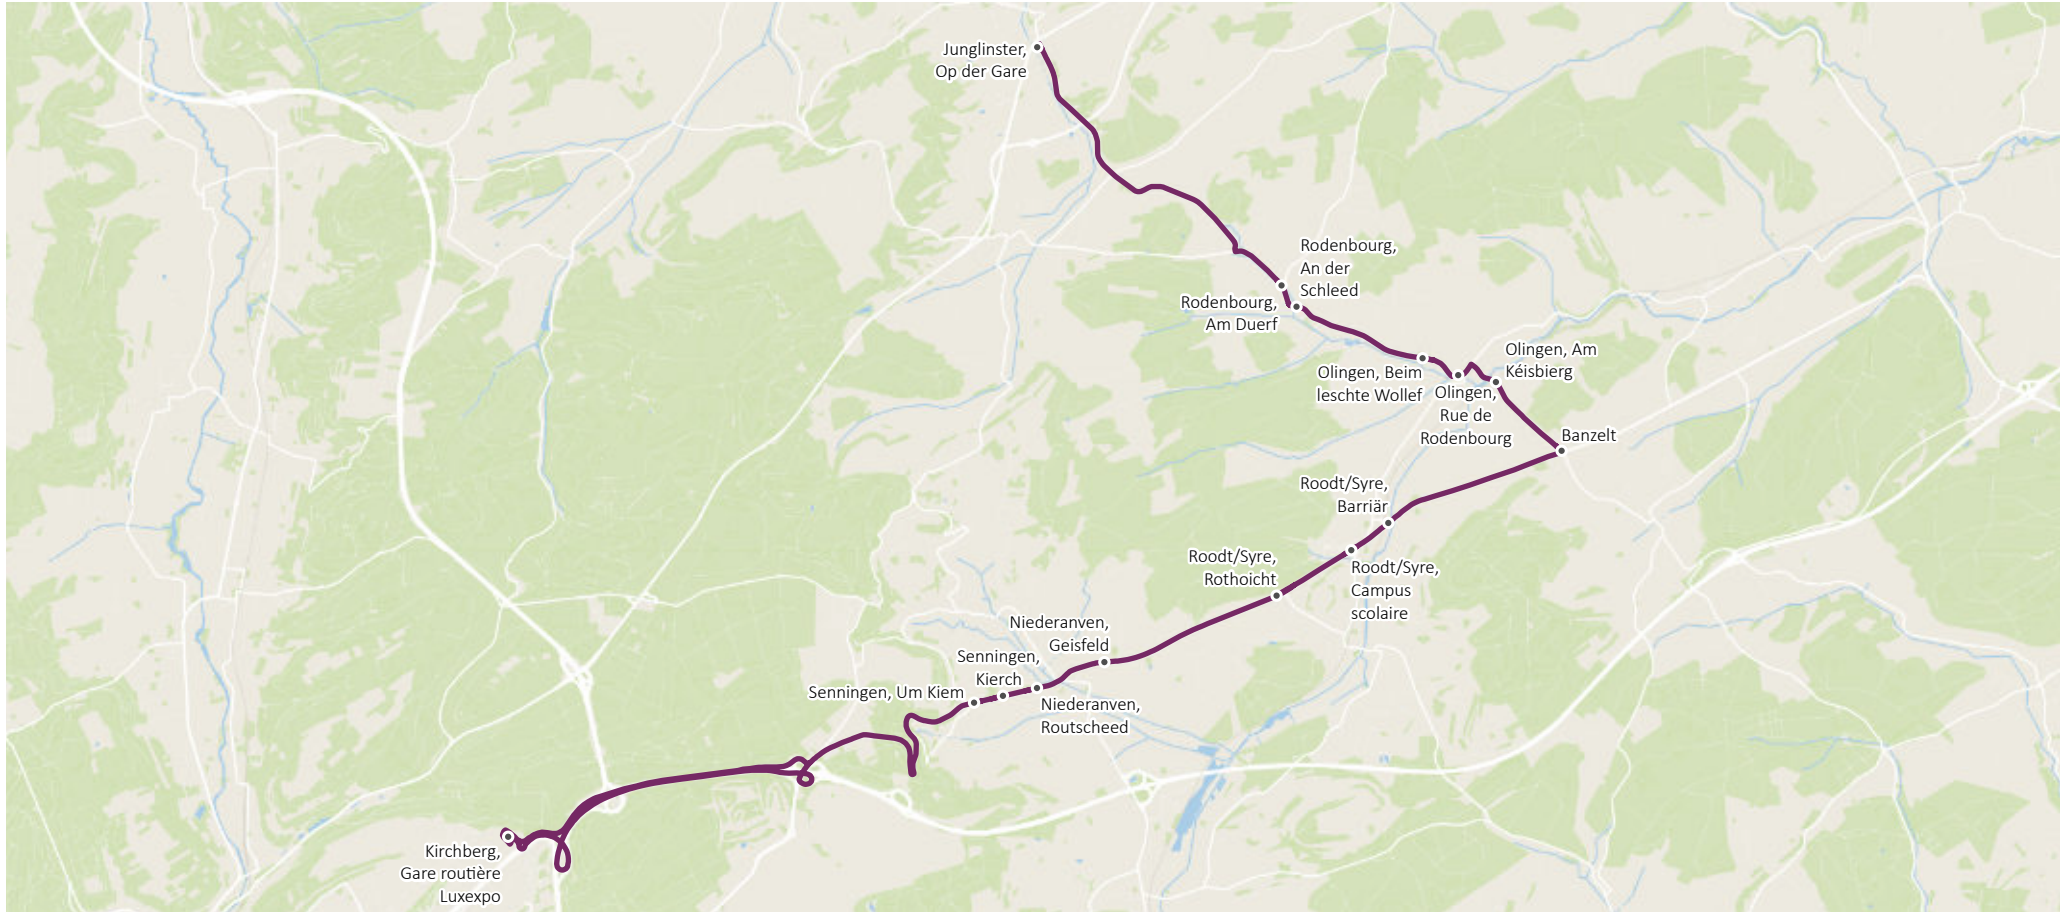 Junglinster,
Op der Gare
Rodenbourg,
An der
Schleed
Rodenbourg,
Am Duerf
Olingen, Am
Kéisbierg
Olingen, Beim
leschte Wollef
Olingen,
Rue de
Rodenbourg
Banzelt
Roodt/Syre,
Barriär
Roodt/Syre,
Rothoicht
Roodt/Syre,
Campus
scolaire
Niederanven,
Geisfeld
Senningen,
Kierch
Senningen, Um Kiem
Niederanven,
Routscheed
Kirchberg,
Gare routière
Luxexpo